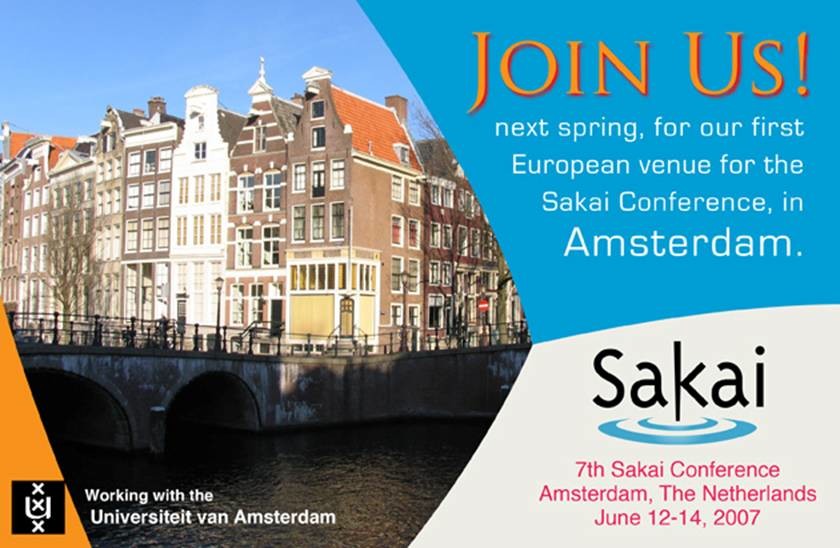 JOIN US!
next spring, for our first
European venue for the
Sakai Conference, in
Amsterdam.
Sakai
7th Sakai Conference
Amsterdam, The Netherlands
June 12-14, 2007
X
U
X
X
Working with the
Universiteit van Amsterdam